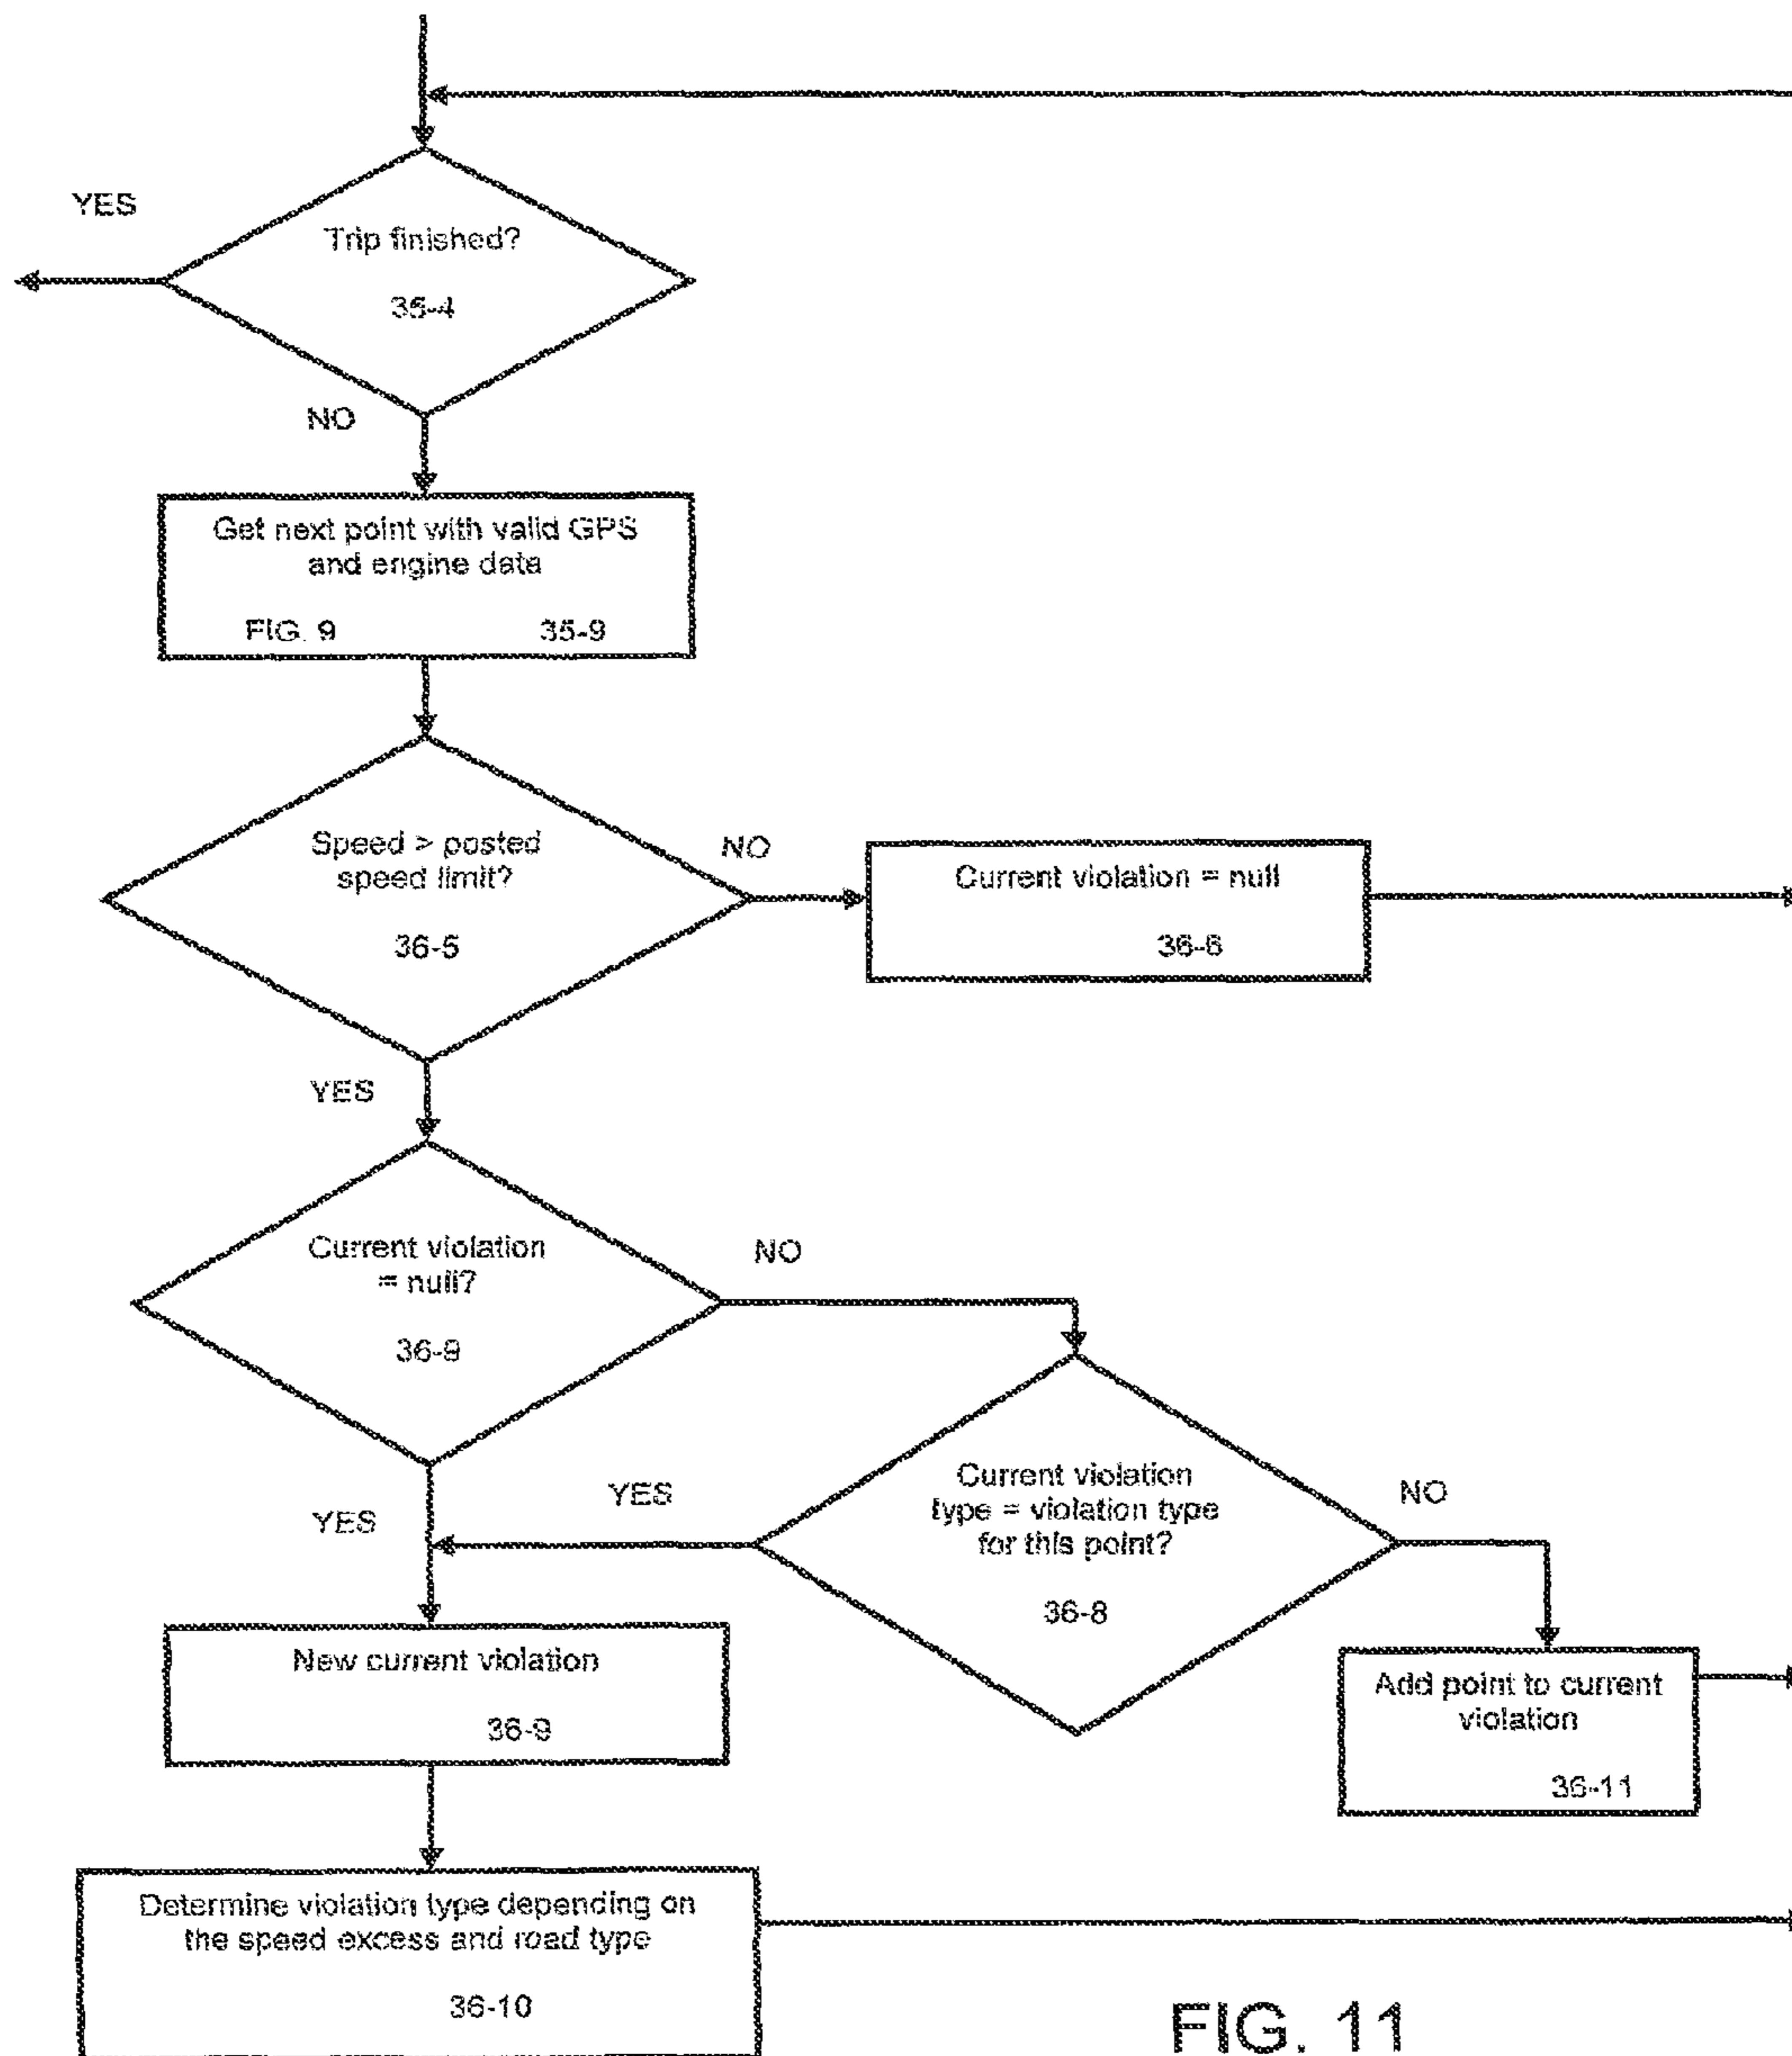 YES
Trip finished?
35-4
NO
Get next point with valid GPS
and engine data
FIG. 9 35-9
Speed > posted
speed limit?
36-5
NO
Current violation = null
36-6
YES
Current violation
= null?
36-9
NO
YES
YES
Current violation
type = violation type
for this point?
36-8
NO
New current violation
36-9
Add point to current
violation
36-11
Determine violation type depending on
the speed excess and road type
36-10
FIG. 11